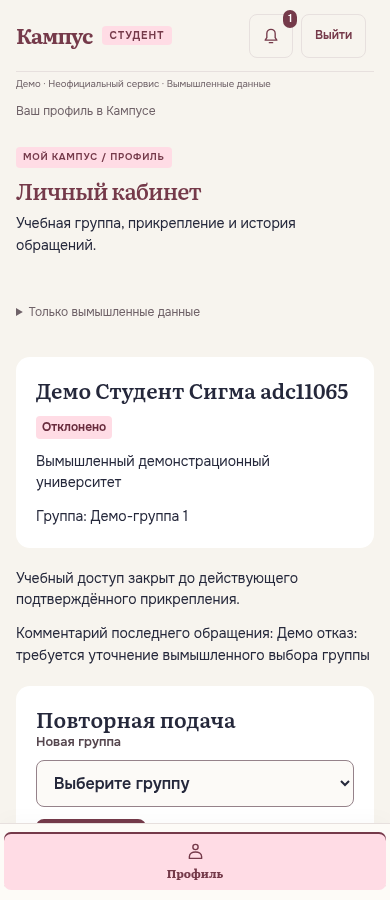 Кампус СТУДЕНТ
1
Выйти
Демо · Неофициальный сервис · Вымышленные данные
Ваш профиль в Кампусе
МОЙ КАМПУС / ПРОФИЛЬ
Личный кабинет
Учебная группа, прикрепление и история
обращений.
Только вымышленные данные
Демо Студент Сигма adc11065
Отклонено
Вымышленный демонстрационный
университет
Группа: Демо-группа 1
Учебный доступ закрыт до действующего
подтверждённого прикрепления.
Комментарий последнего обращения: Демо отказ:
требуется уточнение вымышленного выбора группы
Повторная подача
Новая группа
Выберите группу
Профиль